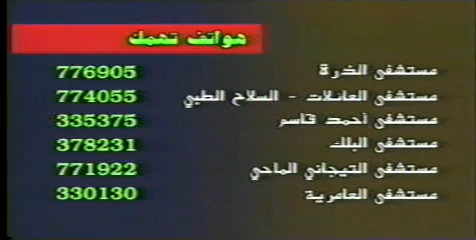 هواتف تهمك
مستشفى الذرة 776905
مستشفى العائلات - السلاح الطبي 774055
مستشفى أحمد قاسم 335375
مستشفى البلك 378231
مستشفى التيجاني الماحي 771922
مستشفى العامرية 330130